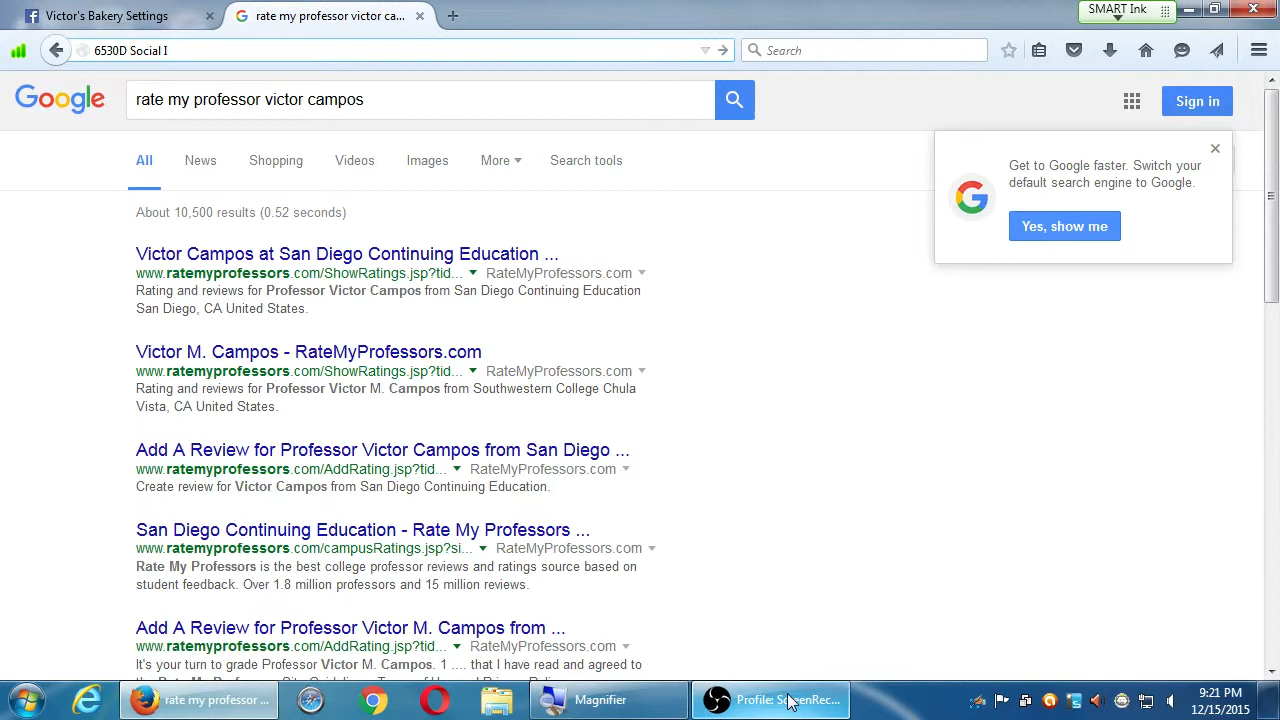 Victor's Bakery Settings
rate my professor victor ca...
SMART Ink
6530D Social I
Search
Google
rate my professor victor campos
Sign in
All
News
Shopping
Videos
Images
More
Search tools
Get to Google faster. Switch your
default search engine to Google.
Yes, show me
About 10,500 results (0.52 seconds)
Victor Campos at San Diego Continuing Education ...
www.ratemyprofessors.com/ShowRatings.jsp?tid... RateMyProfessors.com
Rating and reviews for Professor Victor Campos from San Diego Continuing Education
San Diego, CA United States.
Victor M. Campos - RateMyProfessors.com
www.ratemyprofessors.com/ShowRatings.jsp?tid... RateMyProfessors.com
Rating and reviews for Professor Victor M. Campos from Southwestern College Chula
Vista, CA United States.
Add A Review for Professor Victor Campos from San Diego ...
www.ratemyprofessors.com/AddRating.jsp?tid... RateMyProfessors.com
Create review for Victor Campos from San Diego Continuing Education.
San Diego Continuing Education - Rate My Professors ...
www.ratemyprofessors.com/campusRatings.jsp?si... RateMyProfessors.com
Rate My Professors is the best college professor reviews and ratings source based on
student feedback. Over 1.8 million professors and 15 million reviews.
Add A Review for Professor Victor M. Campos from ...
www.ratemyprofessors.com/AddRating.jsp?tid... RateMyProfessors.com
It's your turn to grade Professor Victor M. Campos. 1 .... that I have read and agreed to
rate my professor ...
Magnifier
Profile: ScreenRec...
9:21 PM
12/15/2015